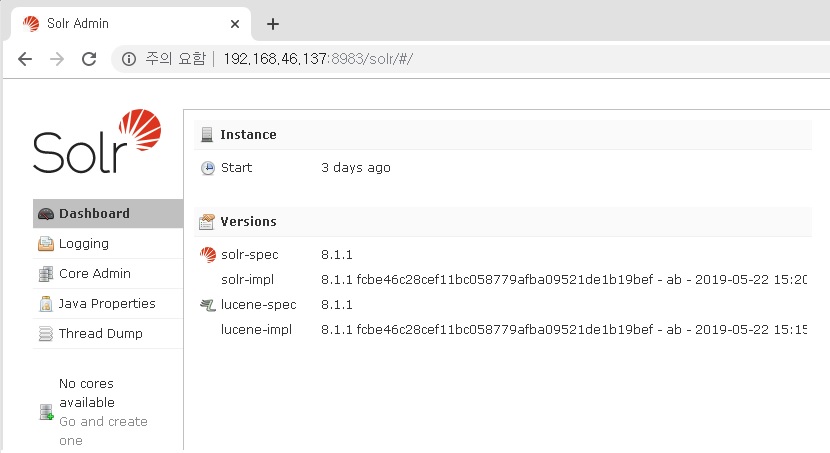 Solr Admin
주의 요함 | 192.168.46.137:8983/solr/#/
Solr
Instance
Start 3 days ago
Versions
solr-spec 8.1.1
solr-impl 8.1.1 fcbe46c28cef11bc058779afba09521de1b19bef - ab - 2019-05-22 15:20
lucene-spec 8.1.1
lucene-impl 8.1.1 fcbe46c28cef11bc058779afba09521de1b19bef - ab - 2019-05-22 15:15
Dashboard
Logging
Core Admin
Java Properties
Thread Dump
No cores
available
Go and create
one